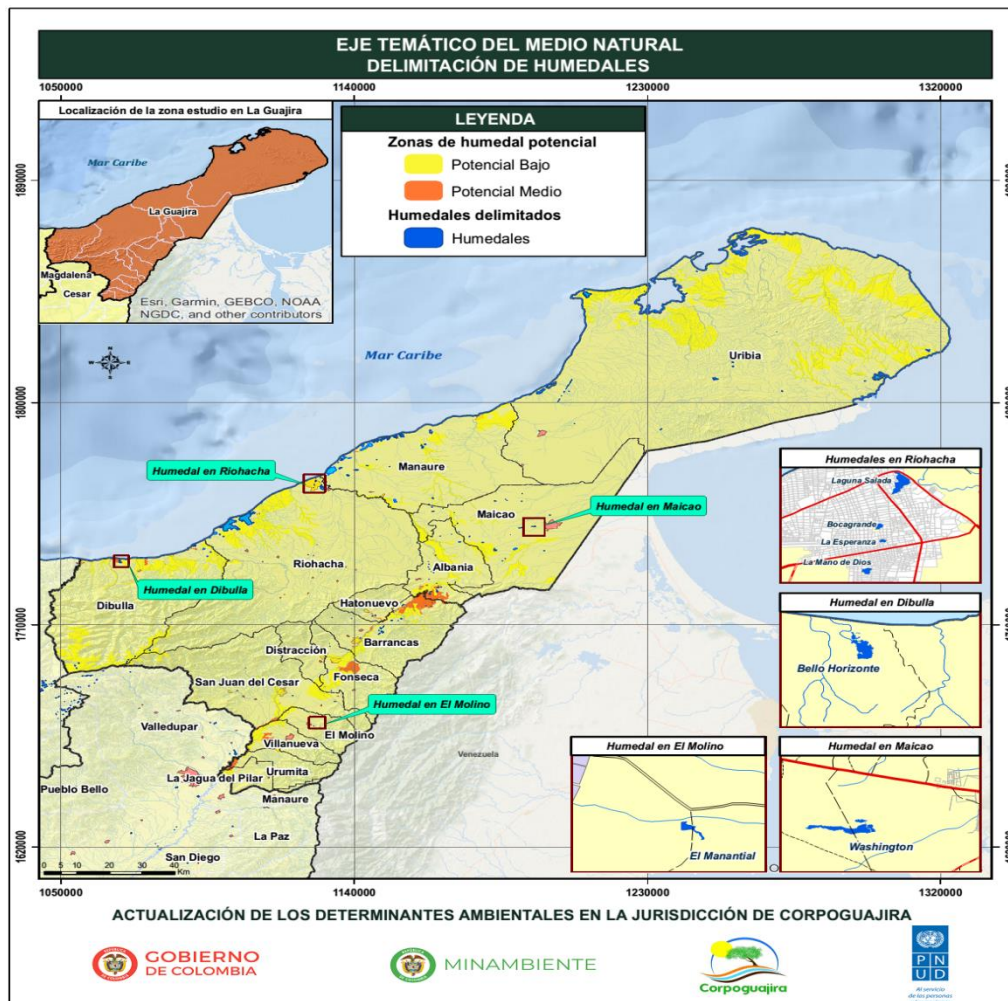 EJE TEMÁTICO DEL MEDIO NATURAL
DELIMITACIÓN DE HUMEDALES
1050000
1140000
1230000
1320000
Localización de la zona estudio en La Guajira
Mar Caribe
La Guajira
Magdalena
Cesar
Esri, Garmin, GEBCO, NOAA
NGDC, and other contributors
LEYENDA
Zonas de humedal potencial
Potencial Bajo
Potencial Medio
Humedales delimitados
Humedales
1890000
Mar Caribe
Uribia
1800000
Humedal en Riohacha
Manaure
Maicao
Humedal en Maicao
Riohacha
Albania
Humedal en Dibulla
Dibulla
Hatonuevo
1710000
Barrancas
Distracción
Fonseca
San Juan del Cesar
Humedal en El Molino
Valledupar
El Molino
Villanueva
Venezuela
La Jagua del Pilar
Urumita
Pueblo Bello
Manaure
La Paz
San Diego
1620000
0 5 10 20 30 40
Km
Humedales en Riohacha
Laguna Salada
Bocagrande
La Esperanza
La Mano de Dios
Humedal en Dibulla
Bello Horizonte
Humedal en El Molino
El Manantial
Humedal en Maicao
Washington
1050000
1140000
1230000
1320000
ACTUALIZACIÓN DE LOS DETERMINANTES AMBIENTALES EN LA JURISDICCIÓN DE CORPOGUAJIRA
GOBIERNO
DE COLOMBIA
MINAMBIENTE
Corpoguajira
PN
UD
Al servicio
de las personas